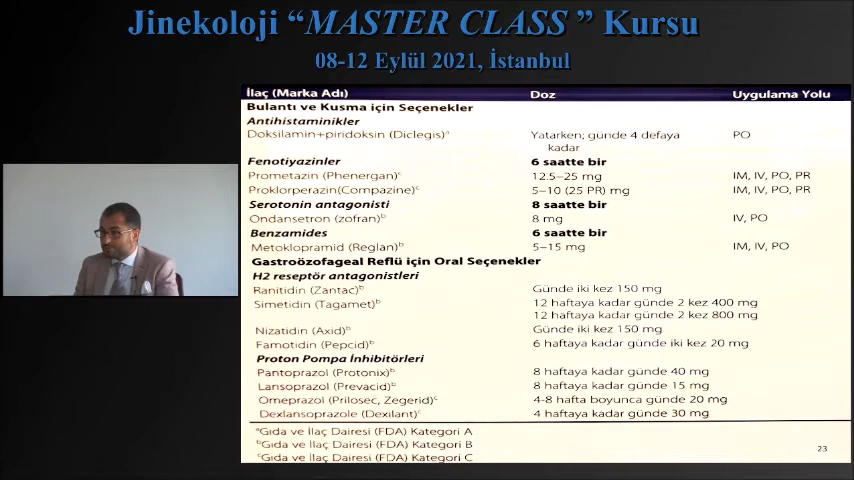 Jinekoloji “MASTER CLASS ” Kursu
08-12 Eylül 2021, İstanbul
İlaç (Marka Adı) Doz Uygulama Yolu
Bulantı ve Kusma için Seçenekler
Antihistaminikler
Doksilamin+piridoksin (Diclegis)ᵃ Yatarken; günde 4 defaya kadar PO
Fenotiyazinler 6 saatte bir
Prometazin (Phenergan)ᶜ 12.5–25 mg IM, IV, PO, PR
Proklorperazin(Compazine)ᶜ 5–10 (25 PR) mg IM, IV, PO, PR
Serotonin antagonisti 8 saatte bir
Ondansetron (zofran)ᵇ 8 mg IV, PO
Benzamides 6 saatte bir
Metoklopramid (Reglan)ᵇ 5–15 mg IM, IV, PO
Gastroözofageal Reflü için Oral Seçenekler
H2 reseptör antagonistleri
Ranitidin (Zantac)ᵇ Günde iki kez 150 mg
Simetidin (Tagamet)ᵇ 12 haftaya kadar günde 2 kez 400 mg
12 haftaya kadar günde 2 kez 800 mg
Nizatidin (Axid)ᵇ Günde iki kez 150 mg
Famotidin (Pepcid)ᵇ 6 haftaya kadar günde iki kez 20 mg
Proton Pompa İnhibitörleri
Pantoprazol (Protonix)ᵇ 8 haftaya kadar günde 40 mg
Lansoprazol (Prevacid)ᵇ 8 haftaya kadar günde 15 mg
Omeprazol (Prilosec, Zegerid)ᶜ 4-8 hafta boyunca günde 20 mg
Dexlansoprazole (Dexilant)ᶜ 4 haftaya kadar günde 30 mg
ᵃGıda ve İlaç Dairesi (FDA) Kategori A
ᵇGıda ve İlaç Dairesi (FDA) Kategori B
ᶜGıda ve İlaç Dairesi (FDA) Kategori C
23